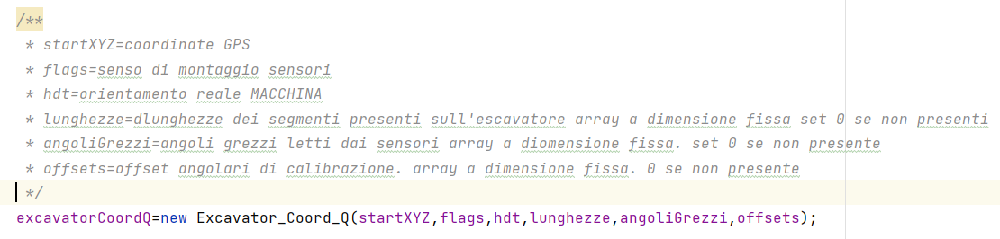 /**
* startXYZ=coordinate GPS
* flags=senso di montaggio sensori
* hdt=orientamento reale MACCHINA
* lunghezze=dlunghezze dei segmenti presenti sull'escavatore array a dimensione fissa set 0 se non presenti
* angoliGrezzi=angoli grezzi letti dai sensori array a diomensione fissa. set 0 se non presente
* offsets=offset angolari di calibrazione. array a dimensione fissa. 0 se non presente
*/
excavatorCoordQ=new Excavator_Coord_Q(startXYZ,flags,hdt,lunghezze,angoliGrezzi,offsets);